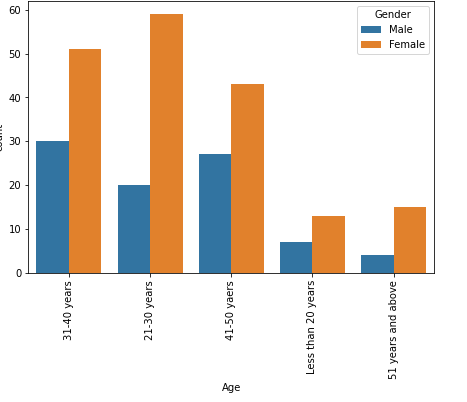 Gender
Male
Female
60
50
40
30
20
10
0
31-40 years
21-30 years
41-50 yaers
Less than 20 years
51 years and above
Age